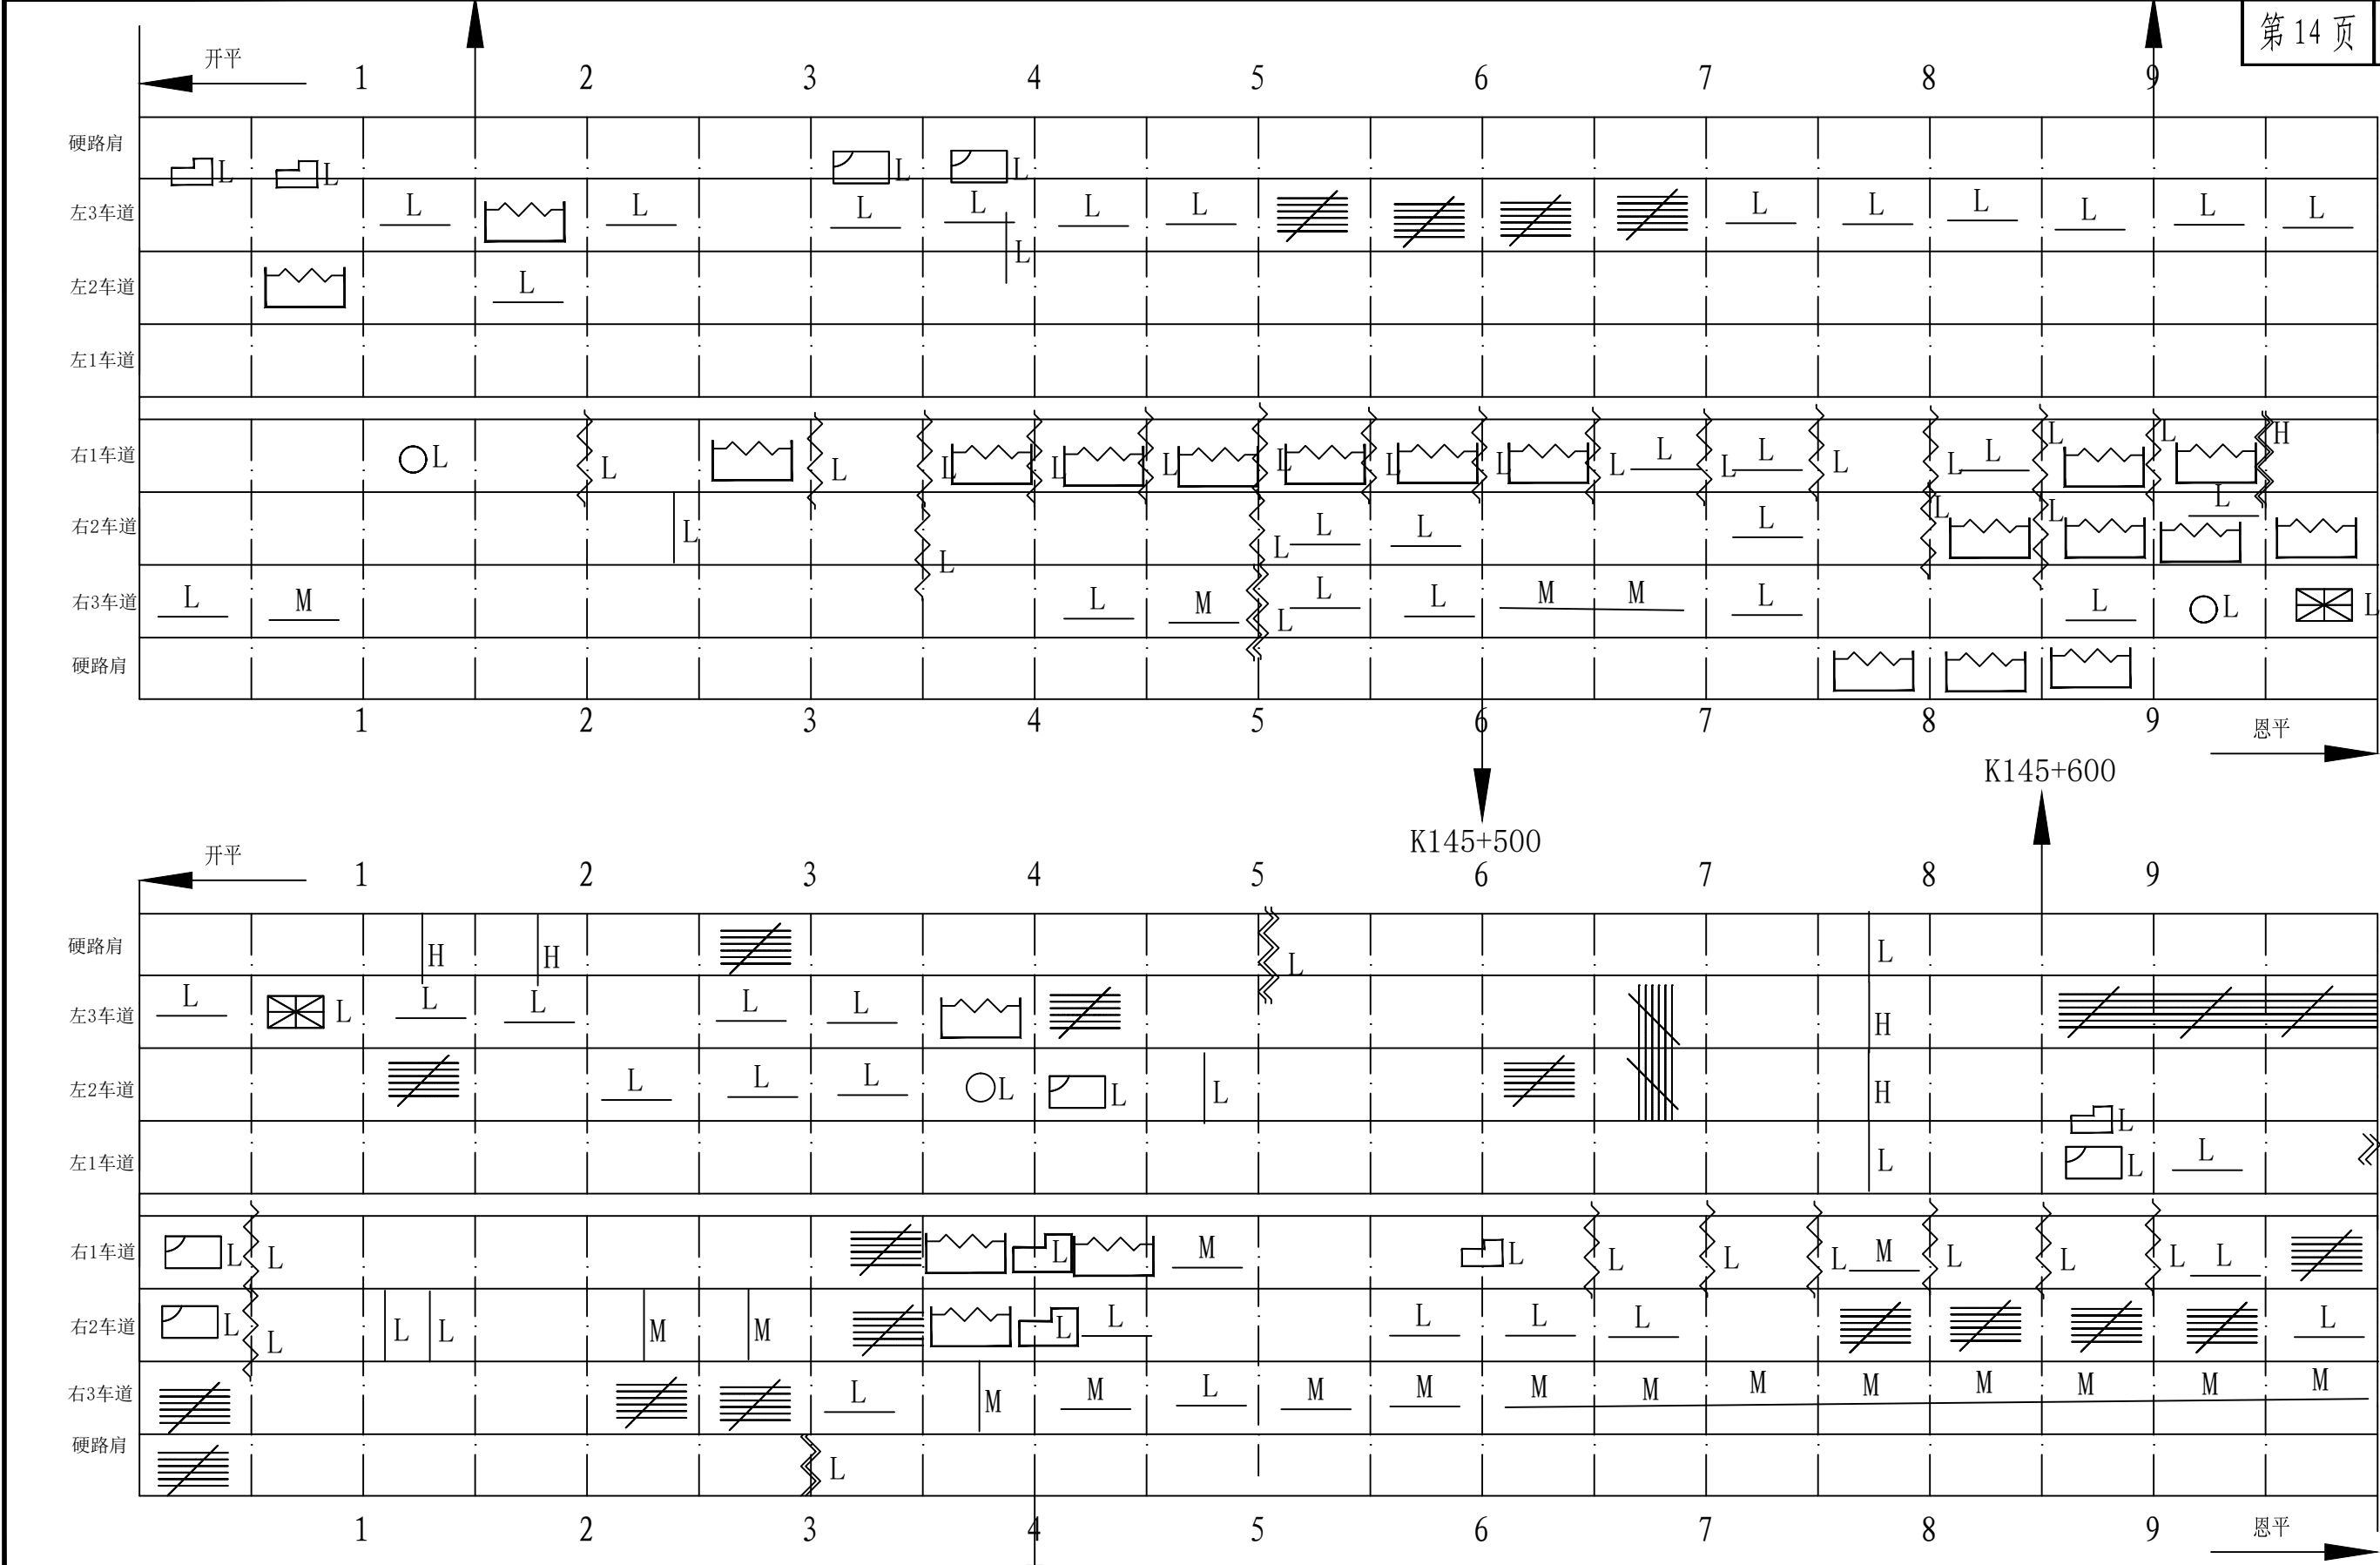 第14页
开平
1 2 3 4 5 6 7 8 9
硬路肩 L L L L
左3车道 L L L L L L L L L L L L L
左2车道 L
左1车道
右1车道 L L L L L L L L L L L L L L L L L L H
右2车道 L L L L L L L L L
右3车道 L M L M L L L M M L L L L
硬路肩
1 2 3 4 5 6 7 8 9
恩平
K145+600
K145+500
开平
1 2 3 4 5 6 7 8 9
硬路肩 H H L L
左3车道 L L L L L L H
左2车道 L L L L L L H L
左1车道 L L L
右1车道 L L L M L L L L M L L L L
右2车道 L L L L M M L L L L L L
右3车道 L M M L M M M M M M M M M M
硬路肩 L
1 2 3 4 5 6 7 8 9
恩平